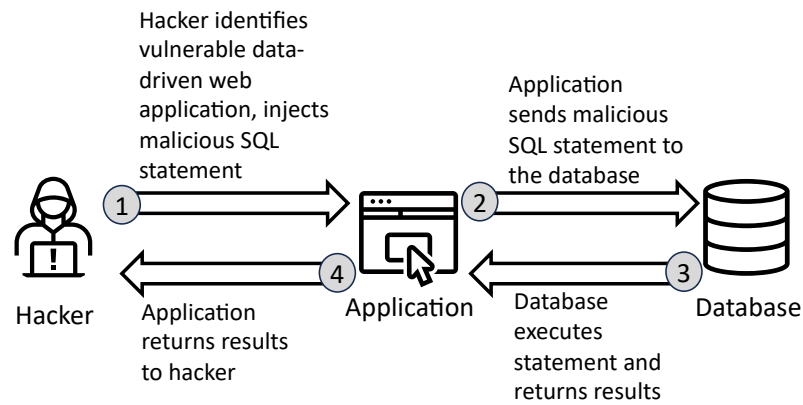 Hacker identifies
vulnerable data-
driven web
application, injects
malicious SQL
statement
Application
sends malicious
SQL statement to
the database
1
2
!
4
3
Hacker
Application
returns results
to hacker
Application
Database
executes
statement and
returns results
Database